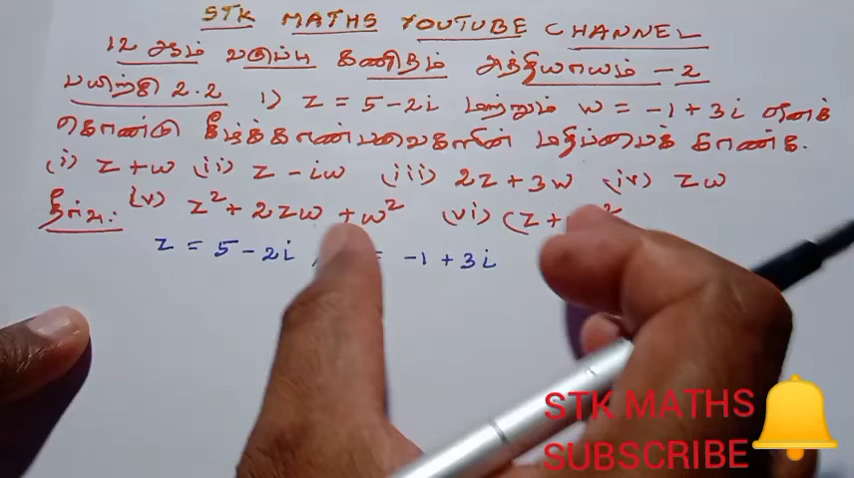 STK MATHS YOUTUBE CHANNEL
12 ஆம் வகுப்பு கணிதம் அத்தியாயம் - 2
பயிற்சி 2.2 1) z = 5 - 2i மற்றும் w = -1 + 3i எனக்
கொண்டு கீழ்க்காண்பவைகளின் மதிப்பைக் காண்க.
(i) z + w (ii) z - iw (iii) 2z + 3w (iv) zw
(v) z² + 2zw + w² (vi) (z +
தீர்வு:
z = 5 - 2i , = -1 + 3i
STK MATHS
SUBSCRIBE